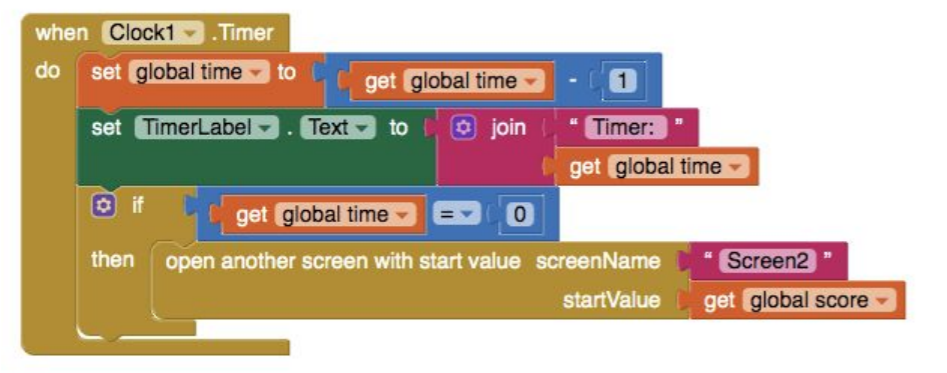 when Clock1 .Timer
do set global time to get global time - 1
set TimerLabel . Text to join " Timer: "
get global time
if get global time = 0
then open another screen with start value screenName " Screen2 "
startValue get global score